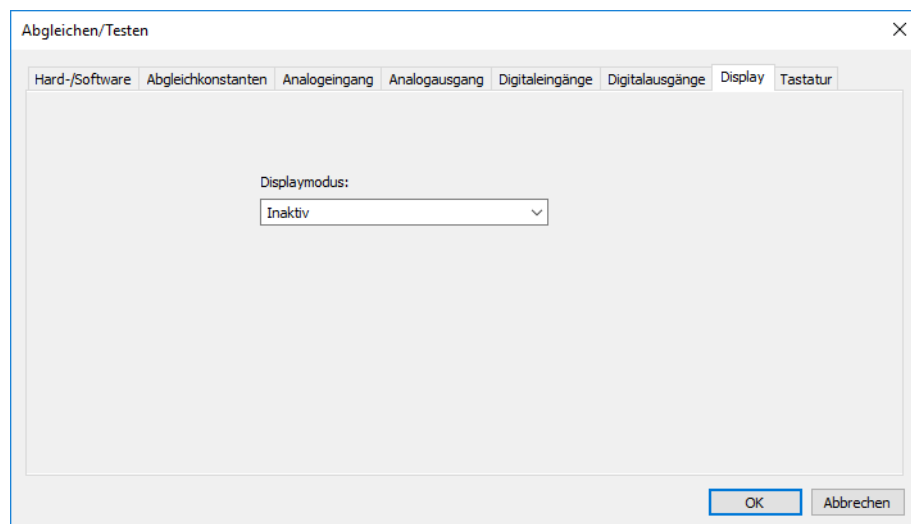 Abgleichen/Testen
Hard-/Software Abgleichkonstanten Analogeingang Analogausgang Digitaleingänge Digitalausgänge Display Tastatur
Displaymodus:
Inaktiv
OK Abbrechen